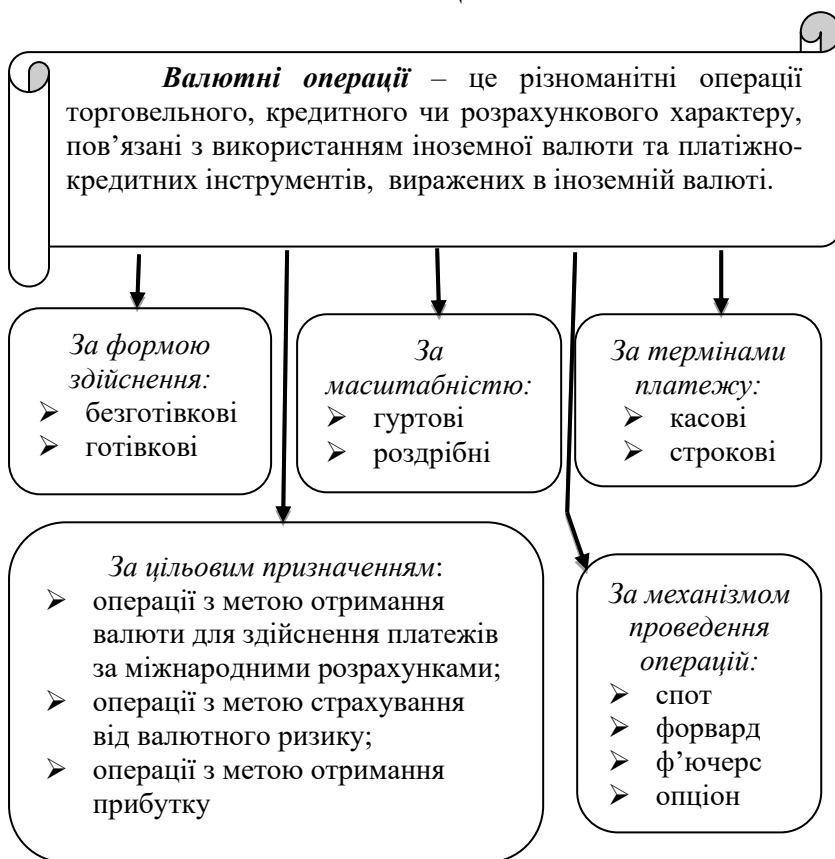 Валютні операції – це різноманітні операції
торговельного, кредитного чи розрахункового характеру,
пов’язані з використанням іноземної валюти та платіжно-
кредитних інструментів, виражених в іноземній валюті.
За формою
здійснення:
➢ безготівкові
➢ готівкові
За
масштабністю:
➢ гуртові
➢ роздрібні
За термінами
платежу:
➢ касові
➢ строкові
За цільовим призначенням:
➢ операції з метою отримання
валюти для здійснення платежів
за міжнародними розрахунками;
➢ операції з метою страхування
від валютного ризику;
➢ операції з метою отримання
прибутку
За механізмом
проведення
операцій:
➢ спот
➢ форвард
➢ ф’ючерс
➢ опціон